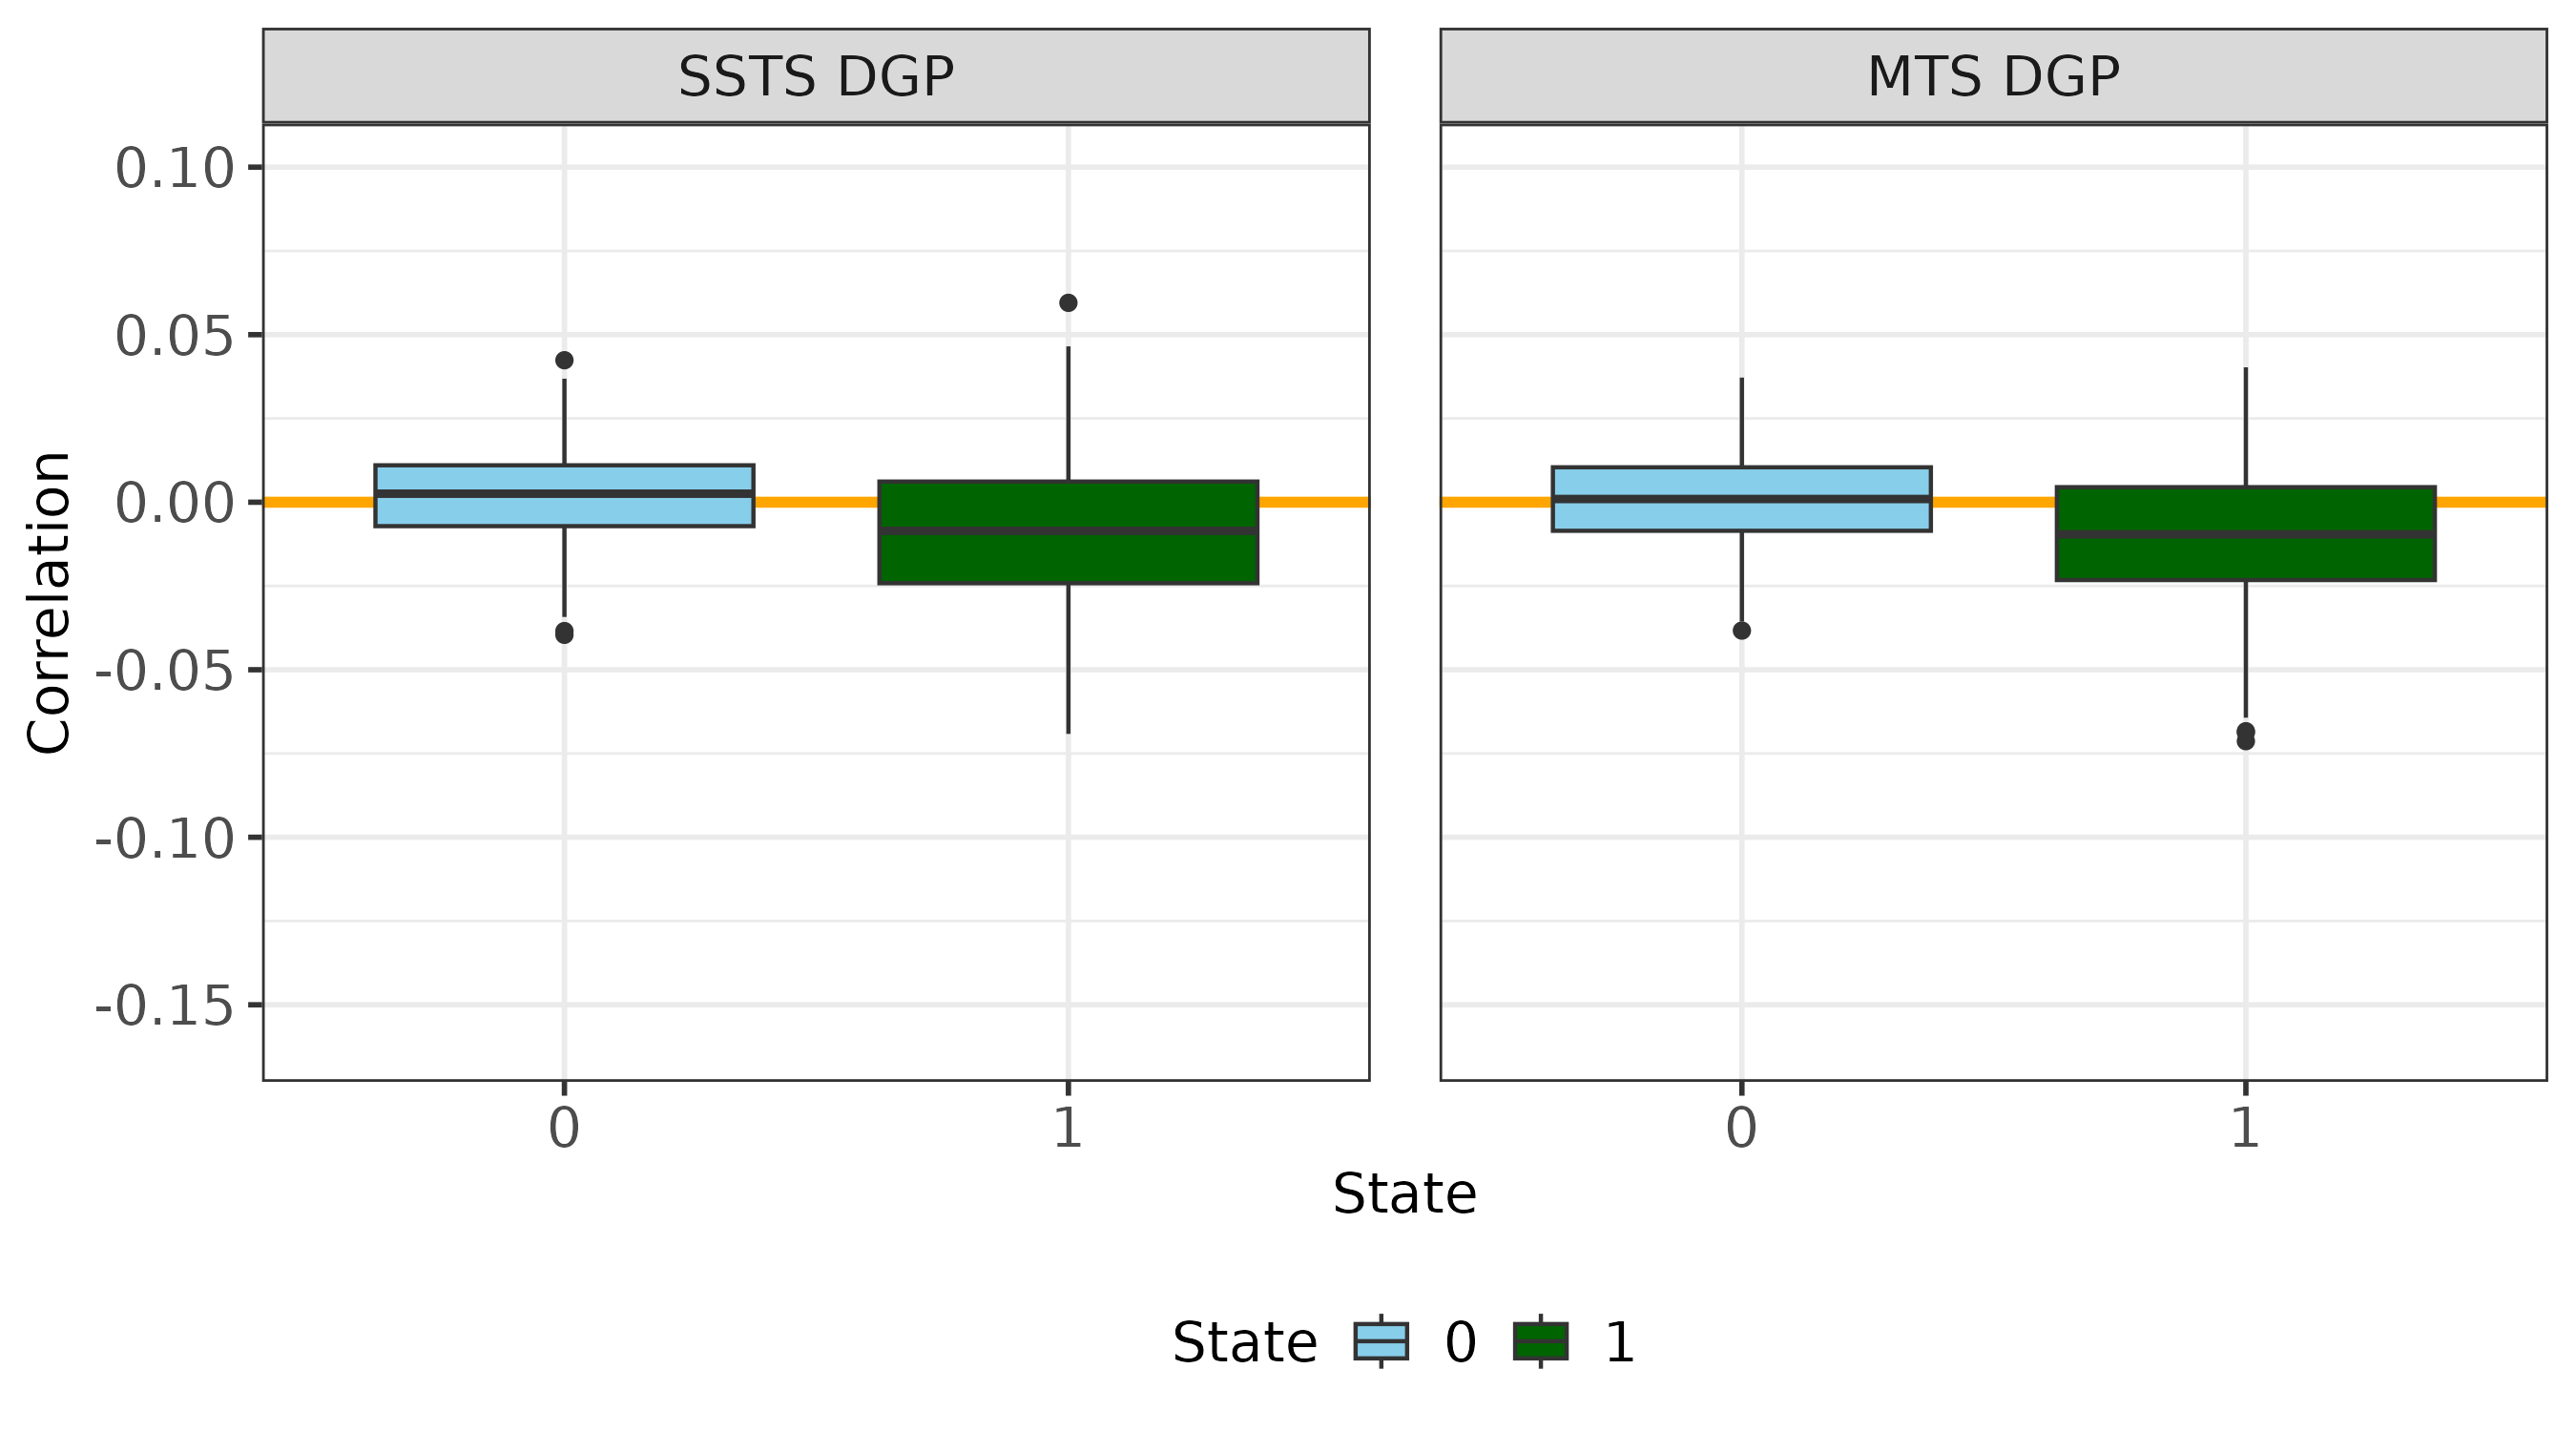 SSTS DGP
MTS DGP
Correlation
0.10
0.05
0.00
-0.05
-0.10
-0.15
0 1 0 1
State
State 0 1